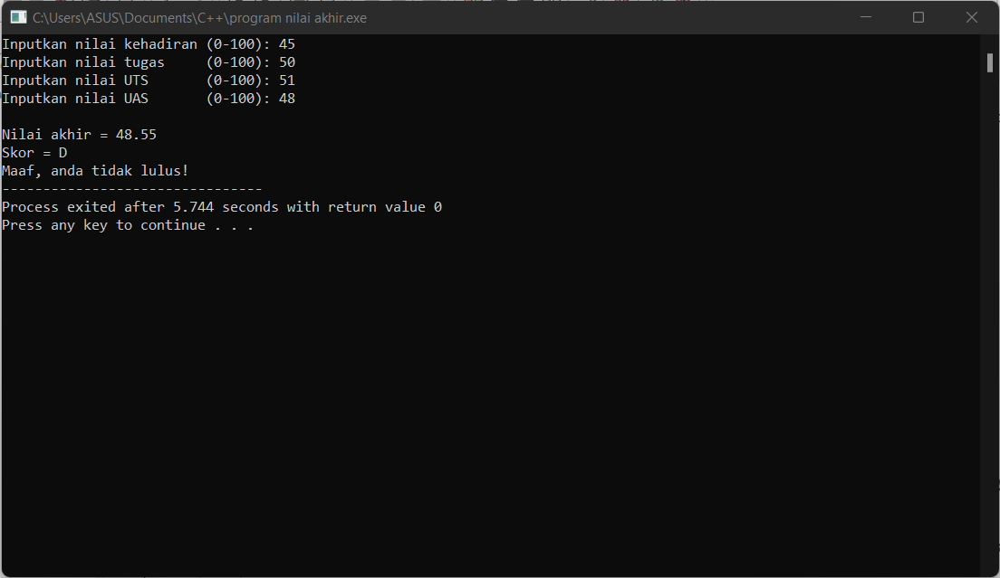 C:\Users\ASUS\Documents\C++\program nilai akhir.exe
Inputkan nilai kehadiran (0-100): 45
Inputkan nilai tugas     (0-100): 50
Inputkan nilai UTS       (0-100): 51
Inputkan nilai UAS       (0-100): 48
Nilai akhir = 48.55
Skor = D
Maaf, anda tidak lulus!
--------------------------------
Process exited after 5.744 seconds with return value 0
Press any key to continue . . .